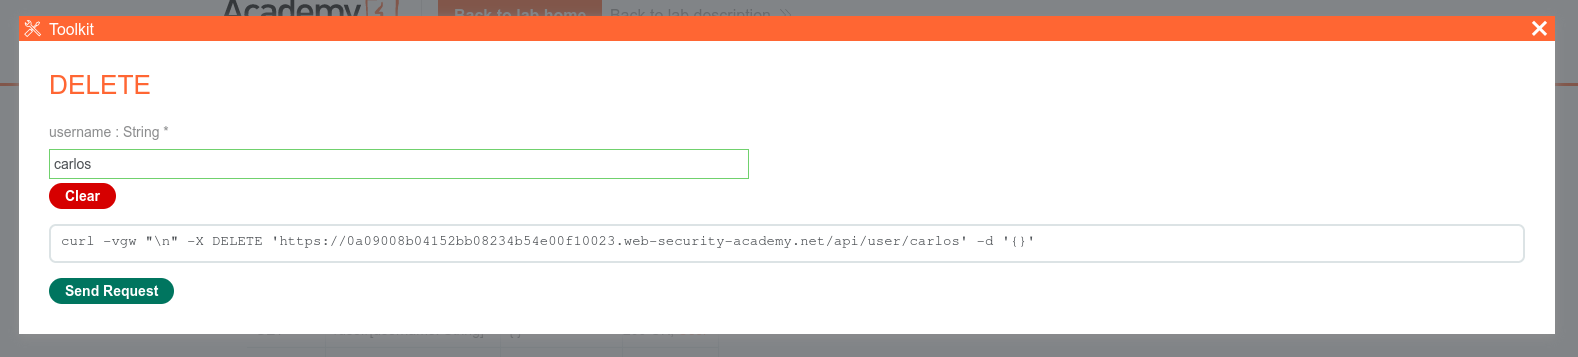 Academy
Back to lab home
Back to lab description
Toolkit
DELETE
username : String *
carlos
Clear
curl -vgw "\n" -X DELETE 'https://0a09008b04152bb08234b54e00f10023.web-security-academy.net/api/user/carlos' -d '{}'
Send Request